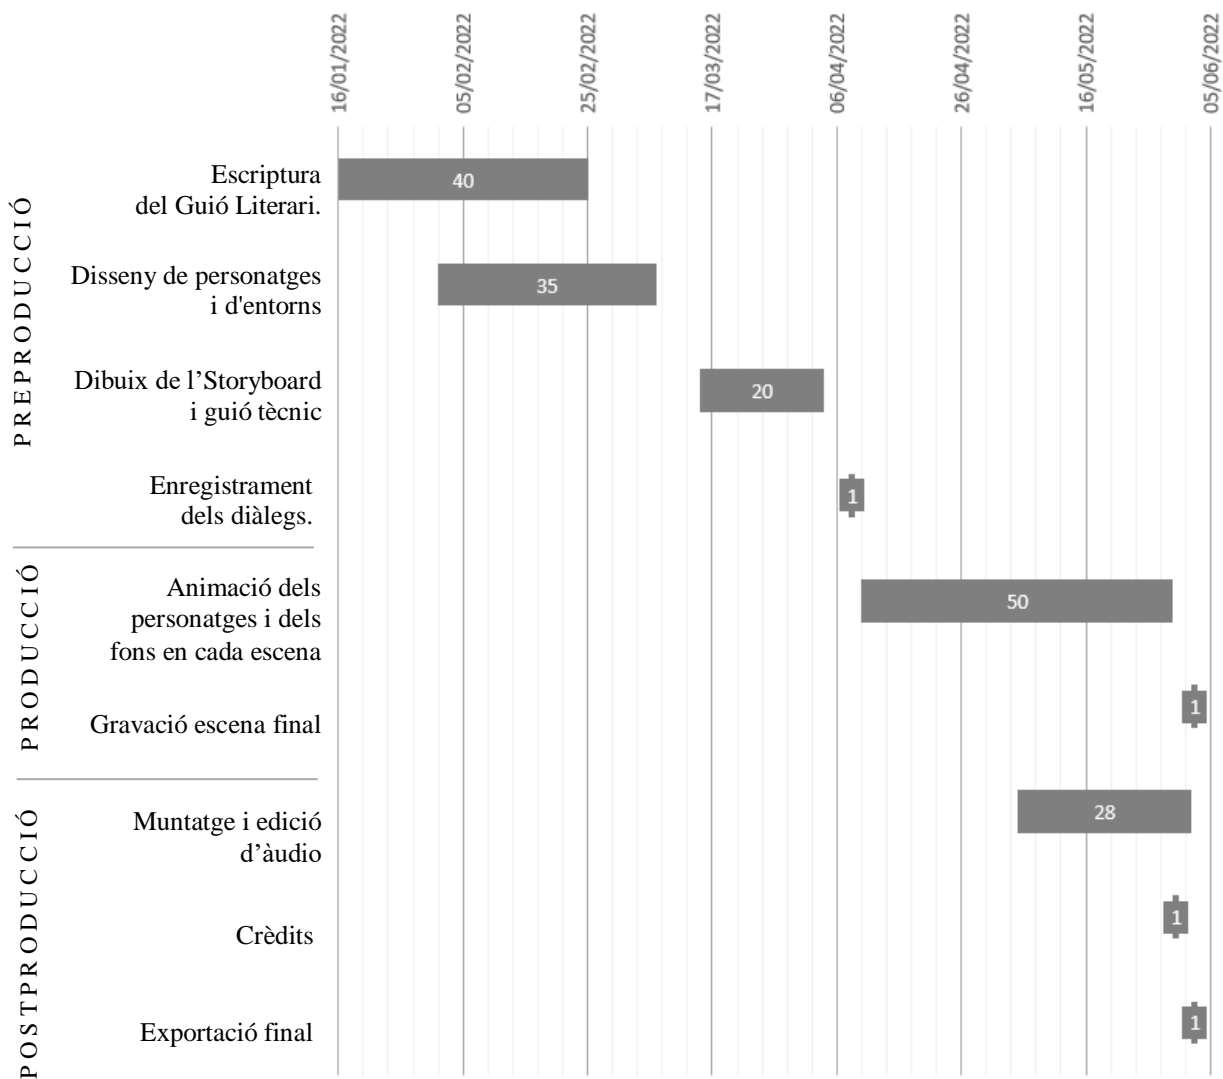 16/01/2022
05/02/2022
25/02/2022
17/03/2022
06/04/2022
26/04/2022
16/05/2022
05/06/2022
PREPRODUCCIÓ
Escriptura
del Guió Literari.
40
Disseny de personatges
i d'entorns
35
Dibuix de l’Storyboard
i guió tècnic
20
Enregistrament
dels diàlegs.
1
PRODUCCIÓ
Animació dels
personatges i dels
fons en cada escena
50
Gravació escena final
1
POSTPRODUCCIÓ
Muntatge i edició
d’àudio
28
Crèdits
1
Exportació final
1